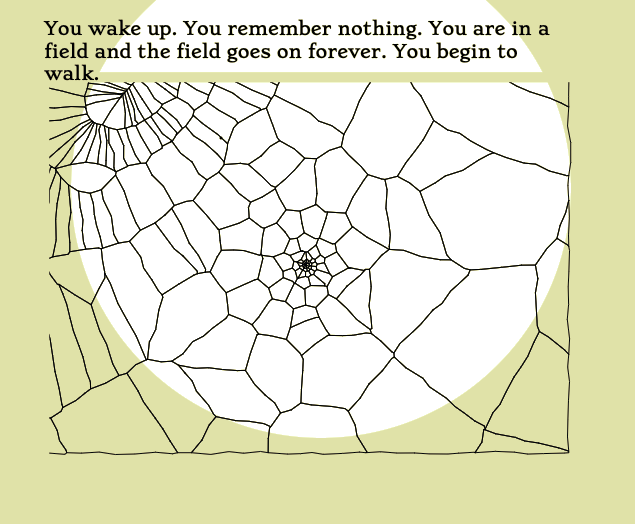 You wake up. You remember nothing. You are in a
field and the field goes on forever. You begin to
walk.